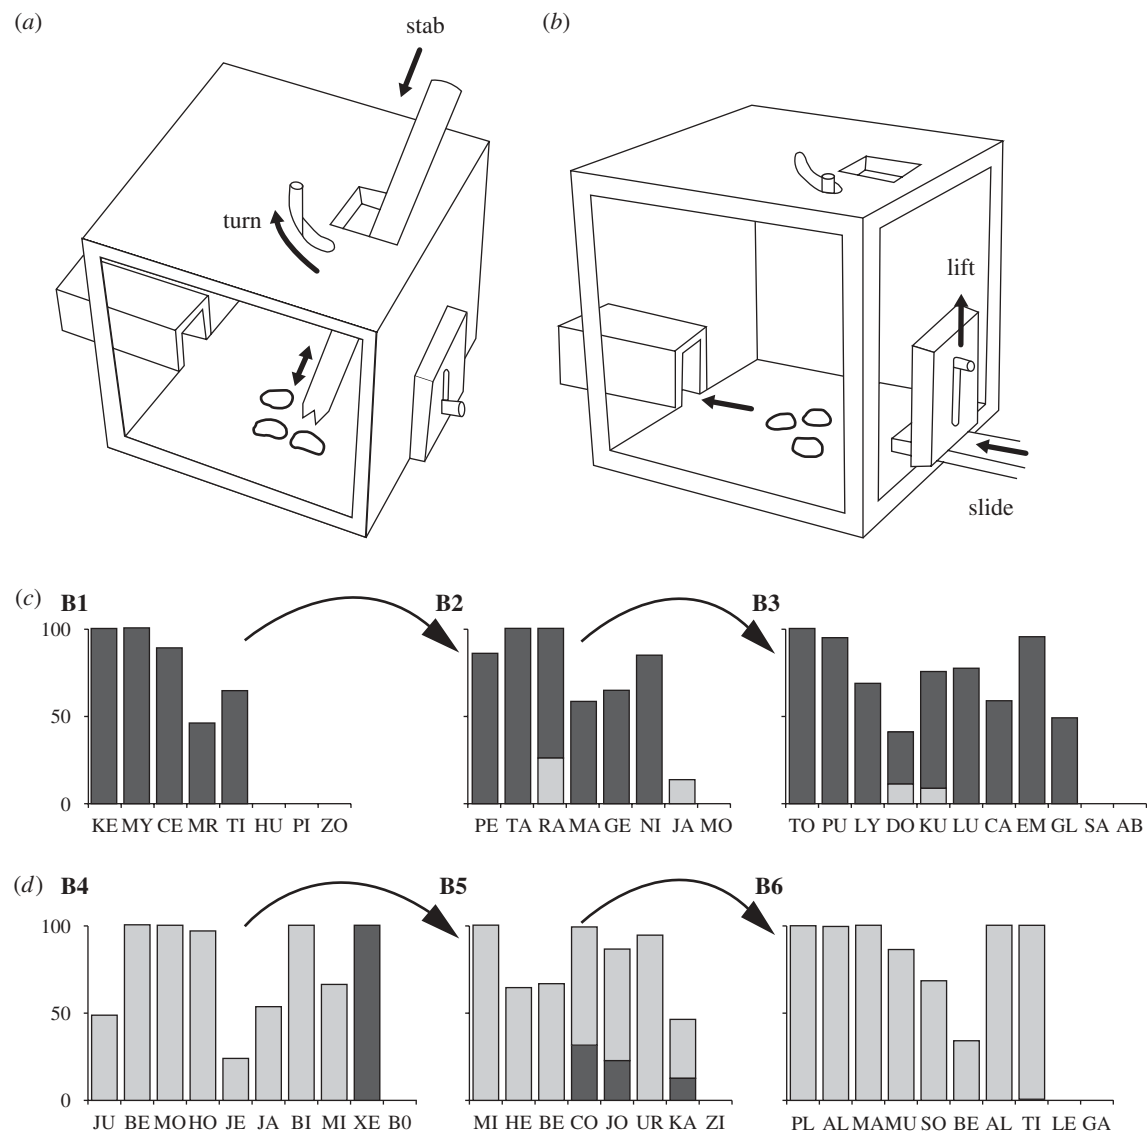 (a)
(b)
stab
turn
lift
slide
(c) B1 B2 B3
100
50
0
KE MY CE MR TI HU PI ZO
PE TA RA MA GE NI JA MO
TO PU LY DO KU LU CA EM GL SA AB
(d) B4 B5 B6
100
50
0
JU BE MO HO JE JA BI MI XE B0
MI HE BE CO JO UR KA ZI
PL AL MA MU SO BE AL TI LE GA